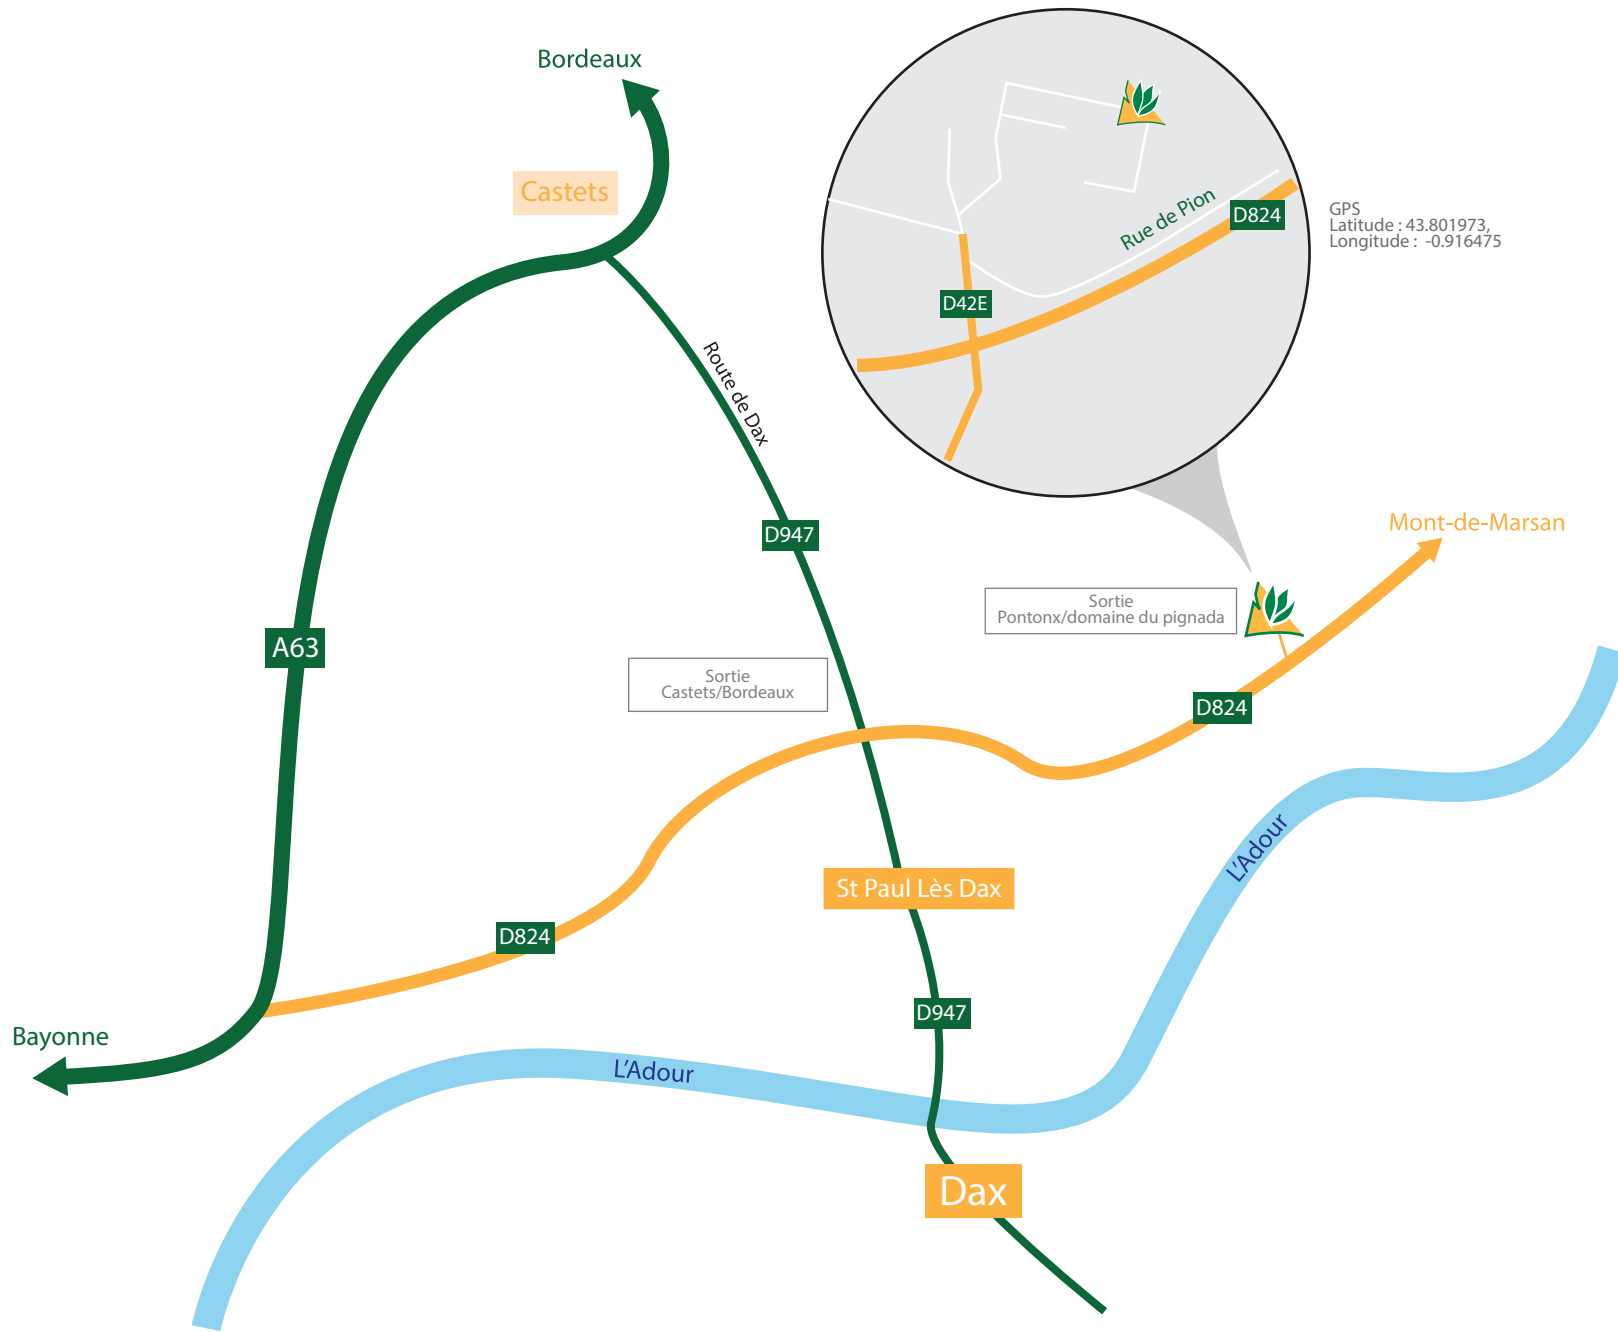 Bordeaux
Castets
Rue de Pion
D824
GPS
Latitude : 43.801973,
Longitude : -0.916475
D42E
Route de Dax
D947
Mont-de-Marsan
Sortie
Pontonx/domaine du pignada
A63
Sortie
Castets/Bordeaux
D824
L'Adour
St Paul Lès Dax
D824
D947
Bayonne
L'Adour
Dax